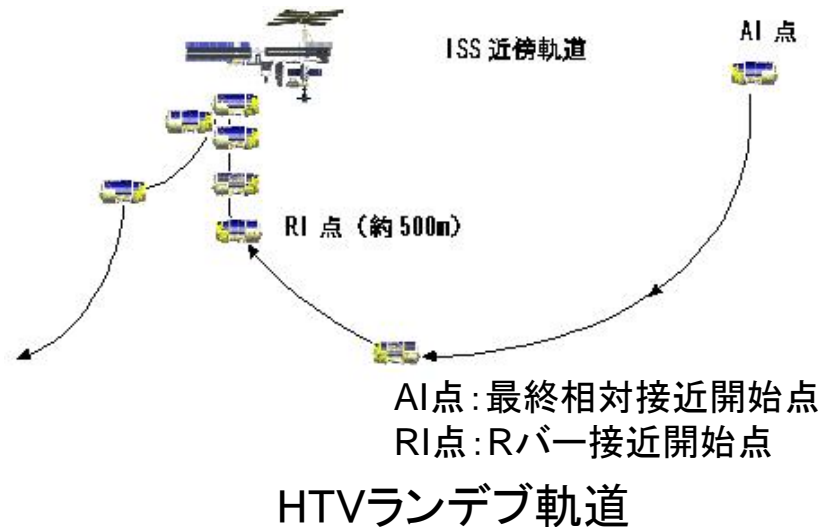 ISS 近傍軌道
AI 点
RI 点（約 500m）
AI点：最終相対接近開始点
RI点：Rバー接近開始点
HTVランデブ軌道